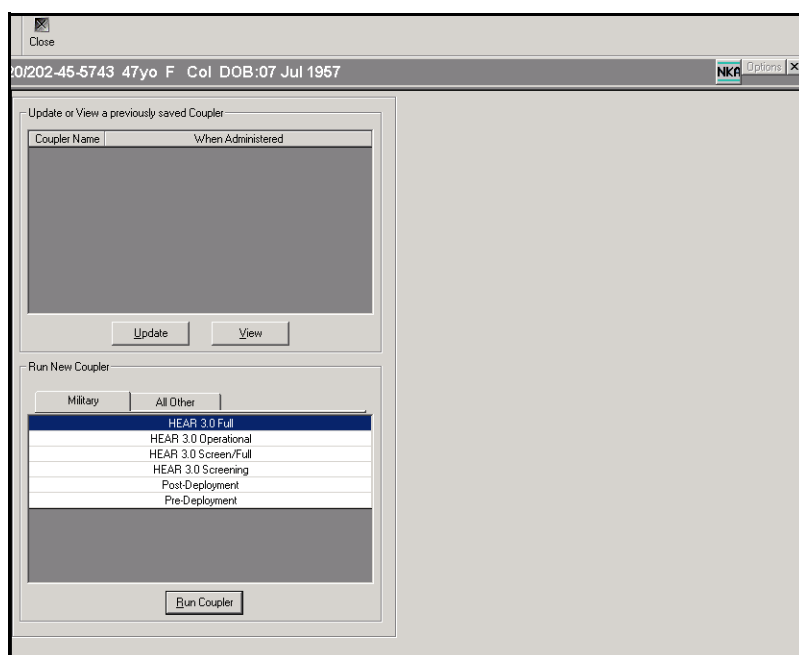 Close
20/202-45-5743 47yo F Col DOB:07 Jul 1957
NKA
Options
Update or View a previously saved Coupler
Coupler Name When Administered
Update View
Run New Coupler
Military All Other
HEAR 3.0 Full
HEAR 3.0 Operational
HEAR 3.0 Screen/Full
HEAR 3.0 Screening
Post-Deployment
Pre-Deployment
Run Coupler